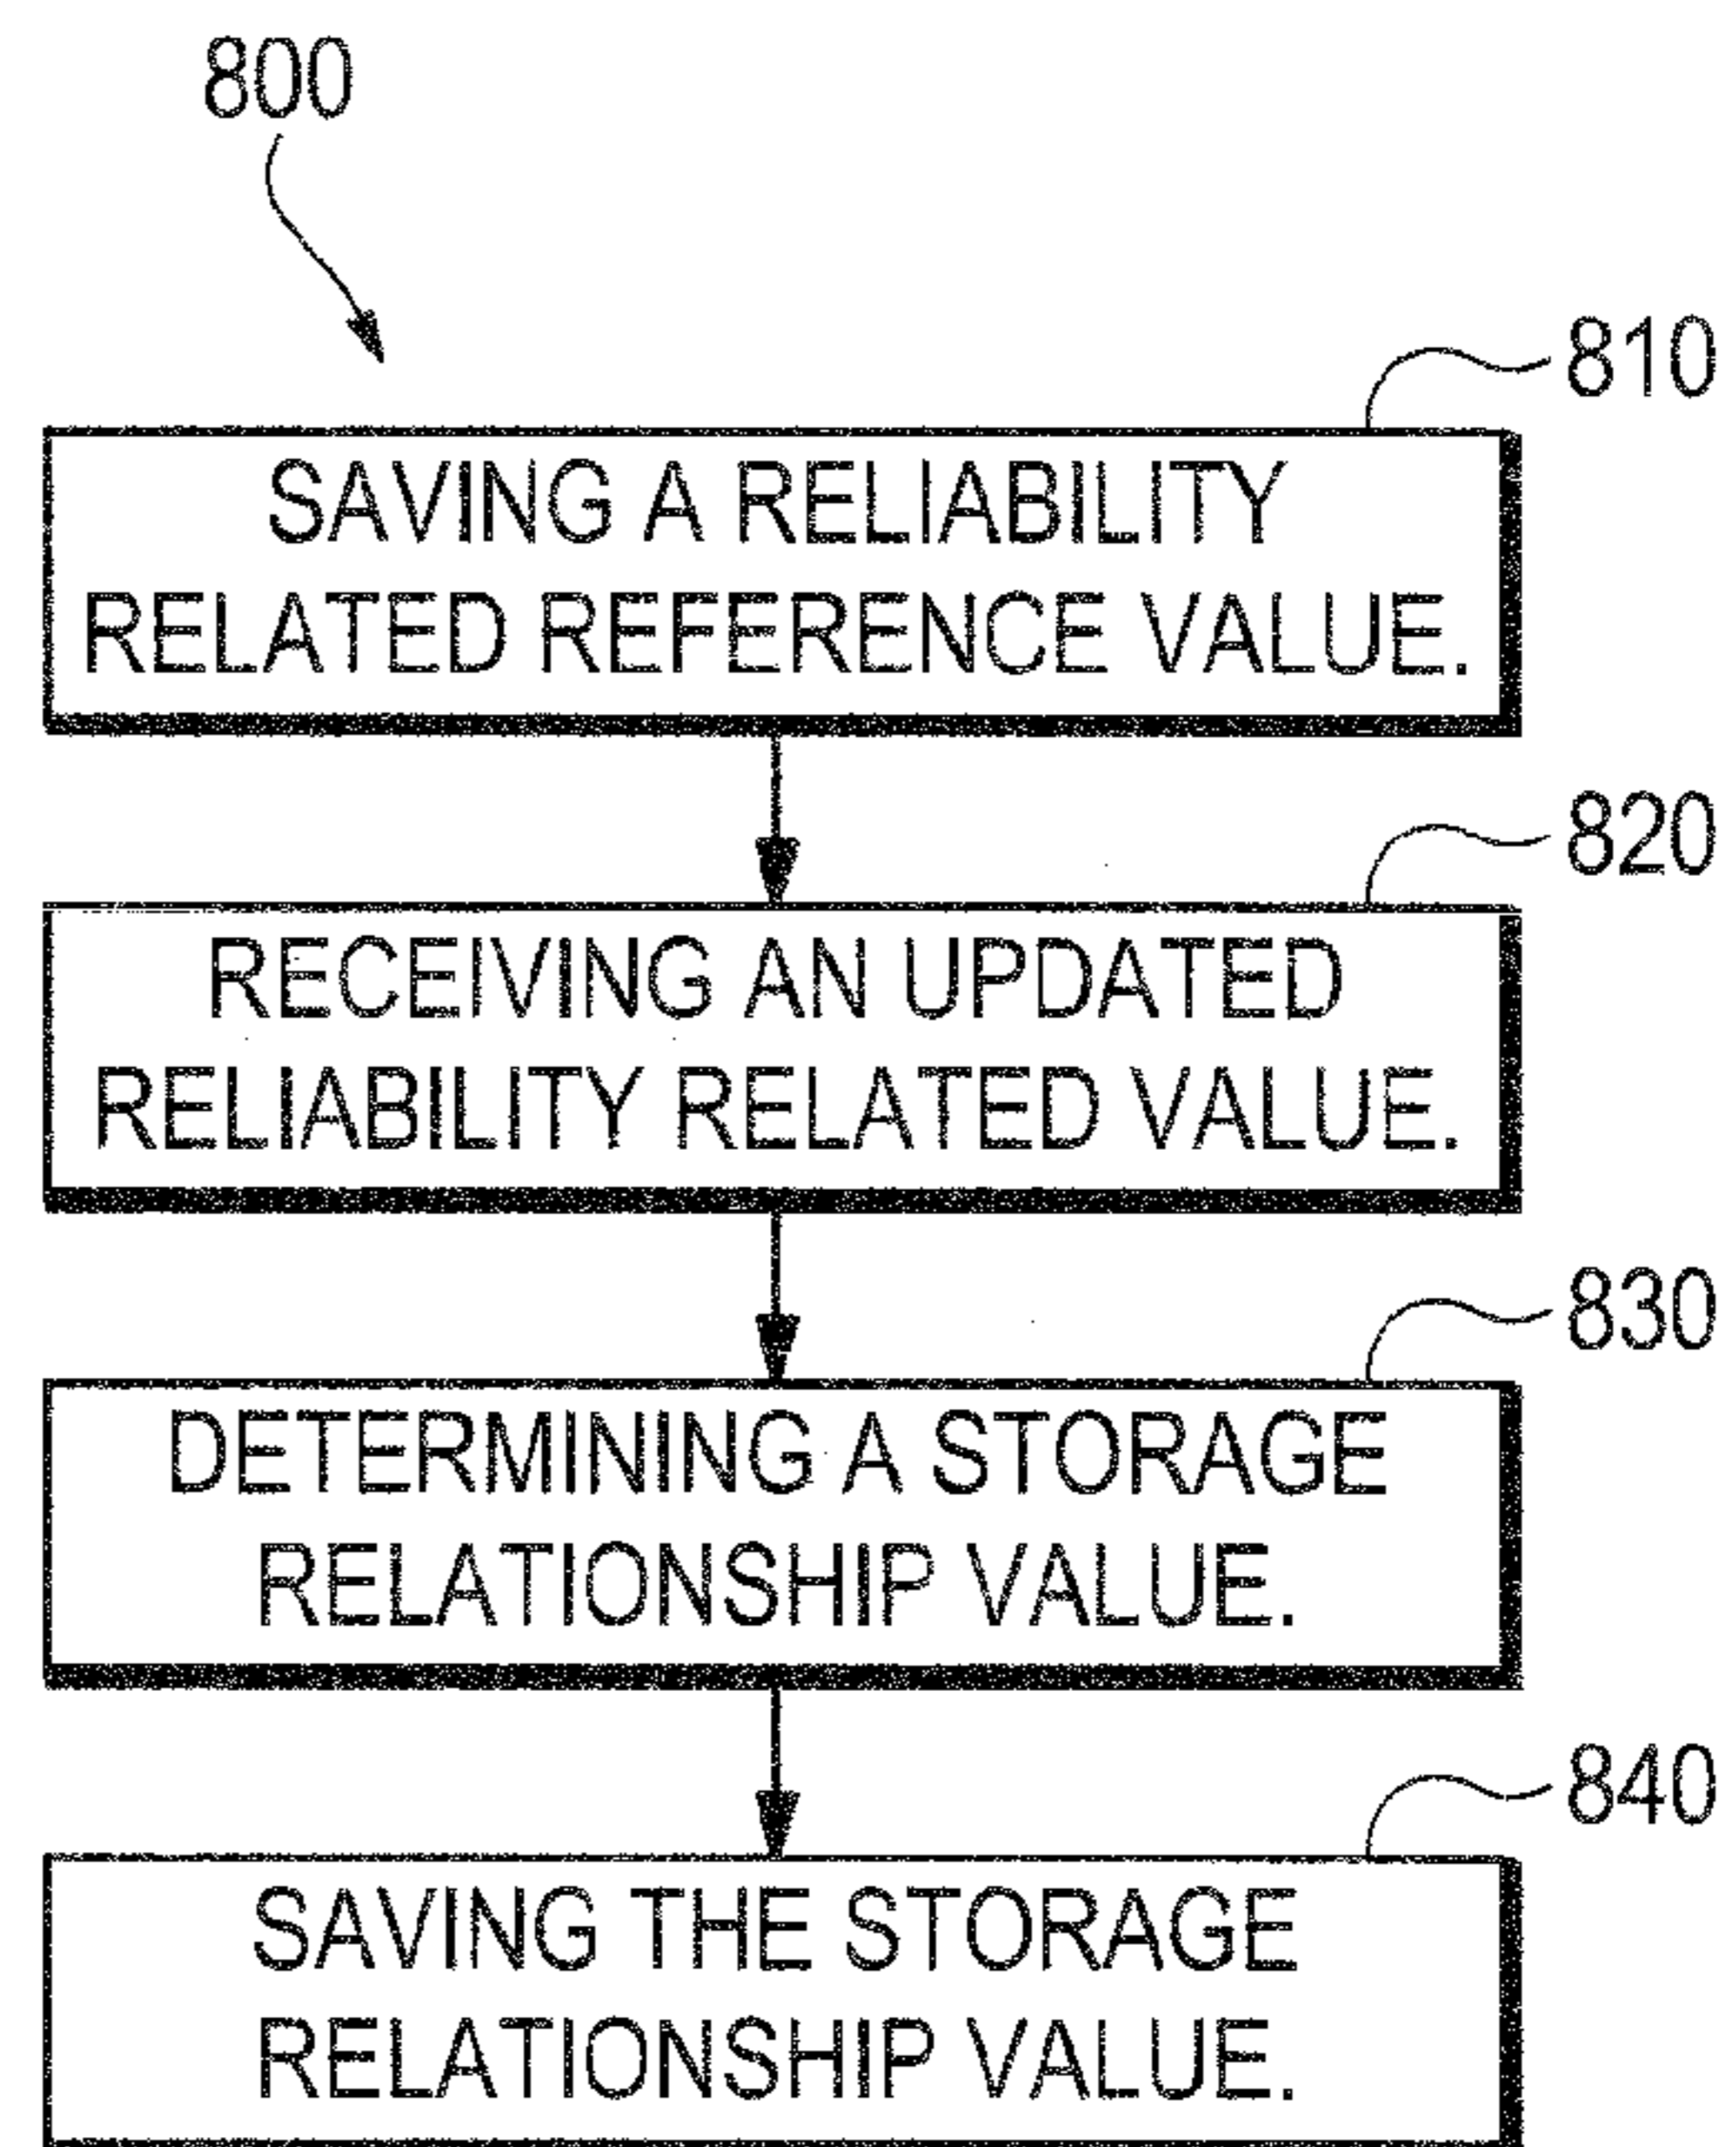 800
810
SAVING A RELIABILITY
RELATED REFERENCE VALUE.
820
RECEIVING AN UPDATED
RELIABILITY RELATED VALUE.
830
DETERMINING A STORAGE
RELATIONSHIP VALUE.
840
SAVING THE STORAGE
RELATIONSHIP VALUE.